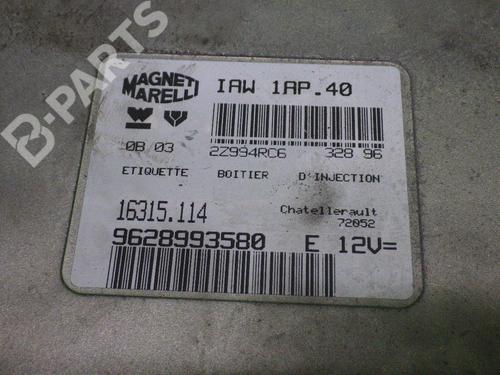 B-PARTS
MAGNETI
MARELLI
IAW 1AP.40
0B 03
2Z994RC6
328 96
ETIQUETTE BOITIER D'INJECTION
16315.114
Chatellerault
72052
9628993580
E 12V=